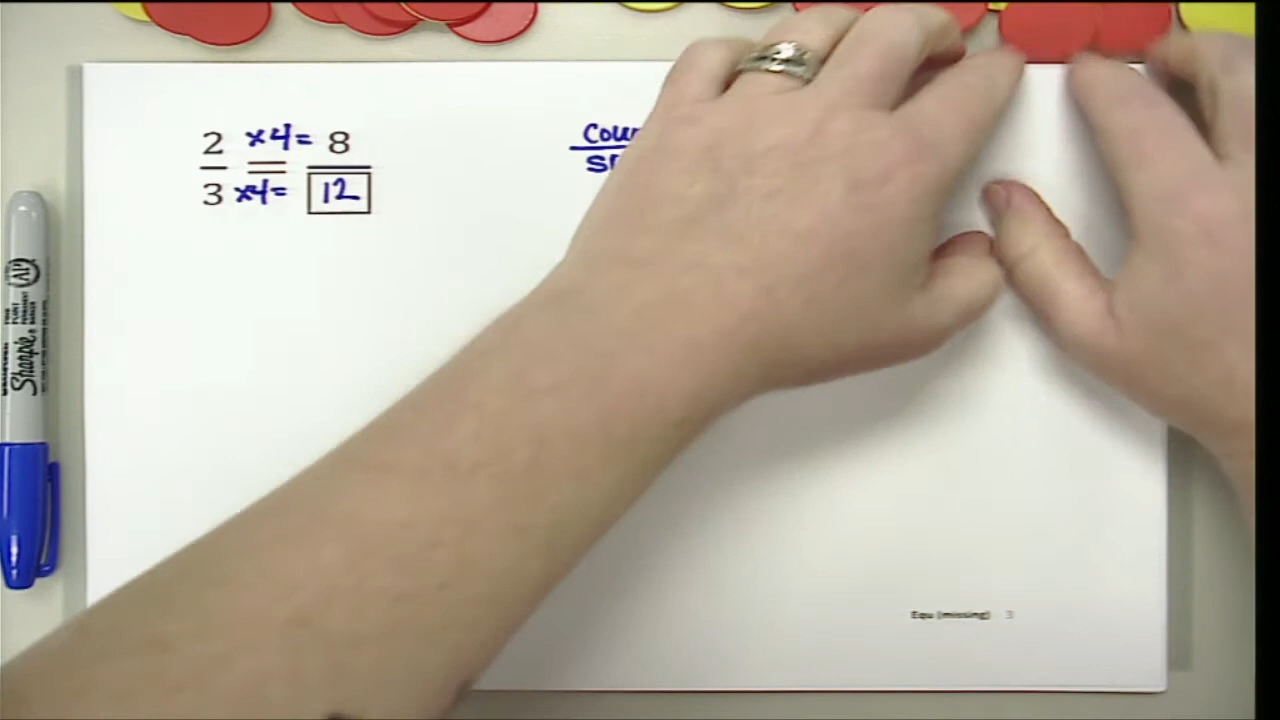 2 ×4= 8
3 ×4= 12
Sharpie
Equ (missing) 3